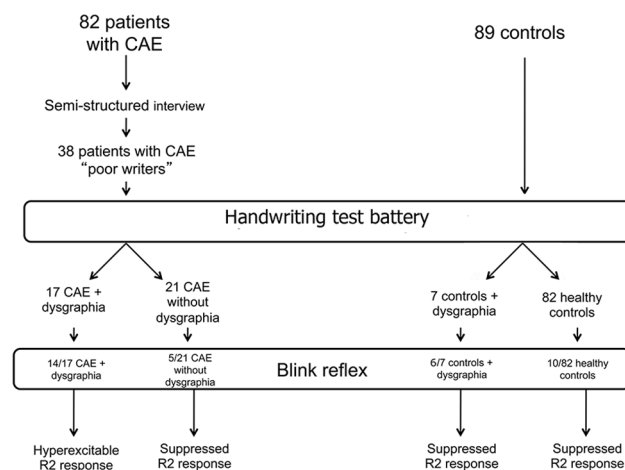 82 patients
with CAE
89 controls
Semi-structured interview
38 patients with CAE
“poor writers”
Handwriting test battery
17 CAE +
dysgraphia
21 CAE
without
dysgraphia
7 controls +
dysgraphia
82 healthy
controls
14/17 CAE +
dysgraphia
5/21 CAE
without
dysgraphia
Blink reflex
6/7 controls +
dysgraphia
10/82 healthy
controls
Hyperexcitable
R2 response
Suppressed
R2 response
Suppressed
R2 response
Suppressed
R2 response